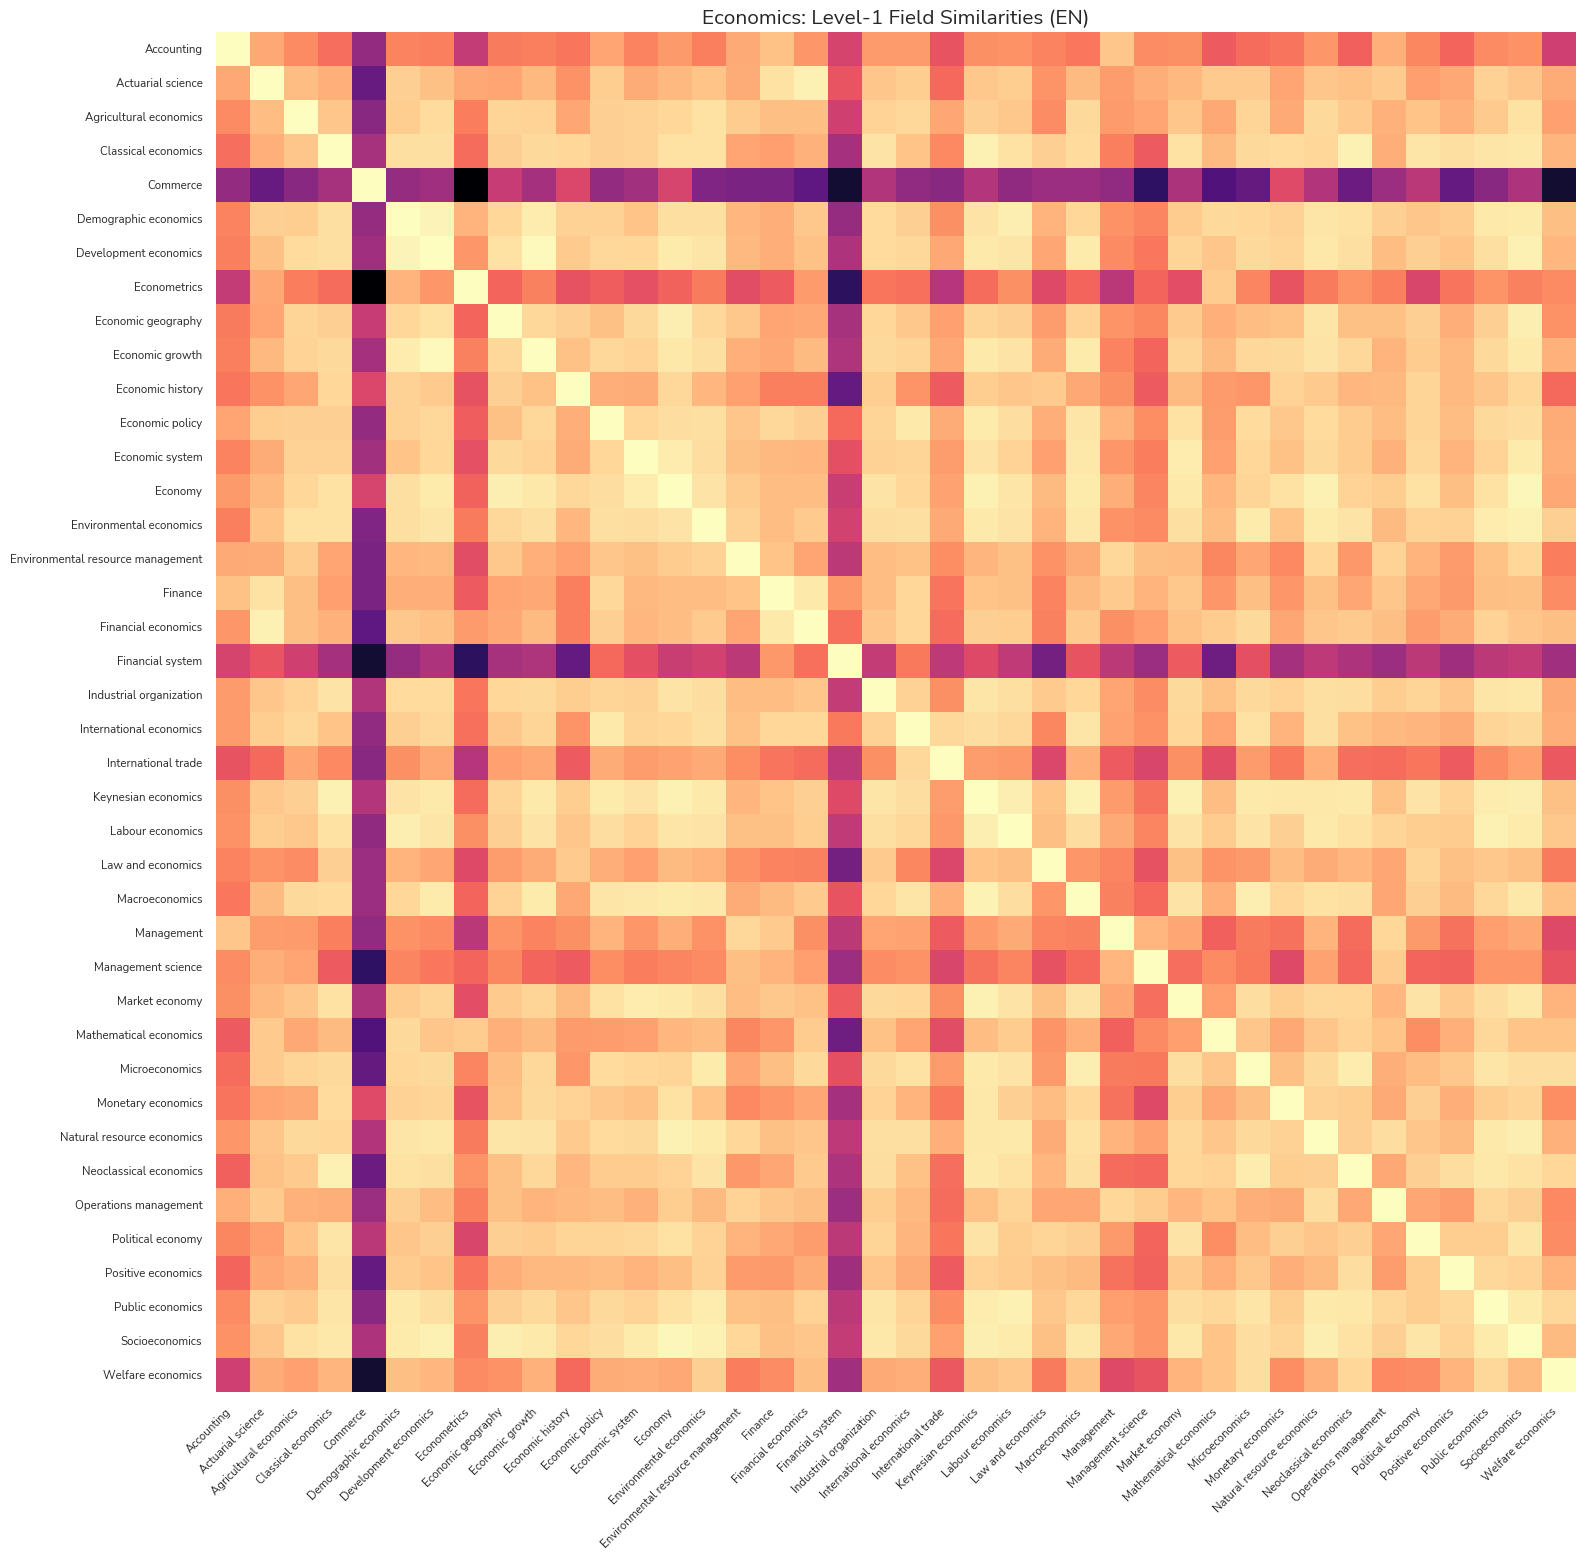 Economics: Level-1 Field Similarities (EN)
Accounting
Actuarial science
Agricultural economics
Classical economics
Commerce
Demographic economics
Development economics
Econometrics
Economic geography
Economic growth
Economic history
Economic policy
Economic system
Economy
Environmental economics
Environmental resource management
Finance
Financial economics
Financial system
Industrial organization
International economics
International trade
Keynesian economics
Labour economics
Law and economics
Macroeconomics
Management
Management science
Market economy
Mathematical economics
Microeconomics
Monetary economics
Natural resource economics
Neoclassical economics
Operations management
Political economy
Positive economics
Public economics
Socioeconomics
Welfare economics
Accounting
Actuarial science
Agricultural economics
Classical economics
Commerce
Demographic economics
Development economics
Econometrics
Economic geography
Economic growth
Economic history
Economic policy
Economic system
Economy
Environmental economics
Environmental resource management
Finance
Financial economics
Financial system
Industrial organization
International economics
International trade
Keynesian economics
Labour economics
Law and economics
Macroeconomics
Management
Management science
Market economy
Mathematical economics
Microeconomics
Monetary economics
Natural resource economics
Neoclassical economics
Operations management
Political economy
Positive economics
Public economics
Socioeconomics
Welfare economics